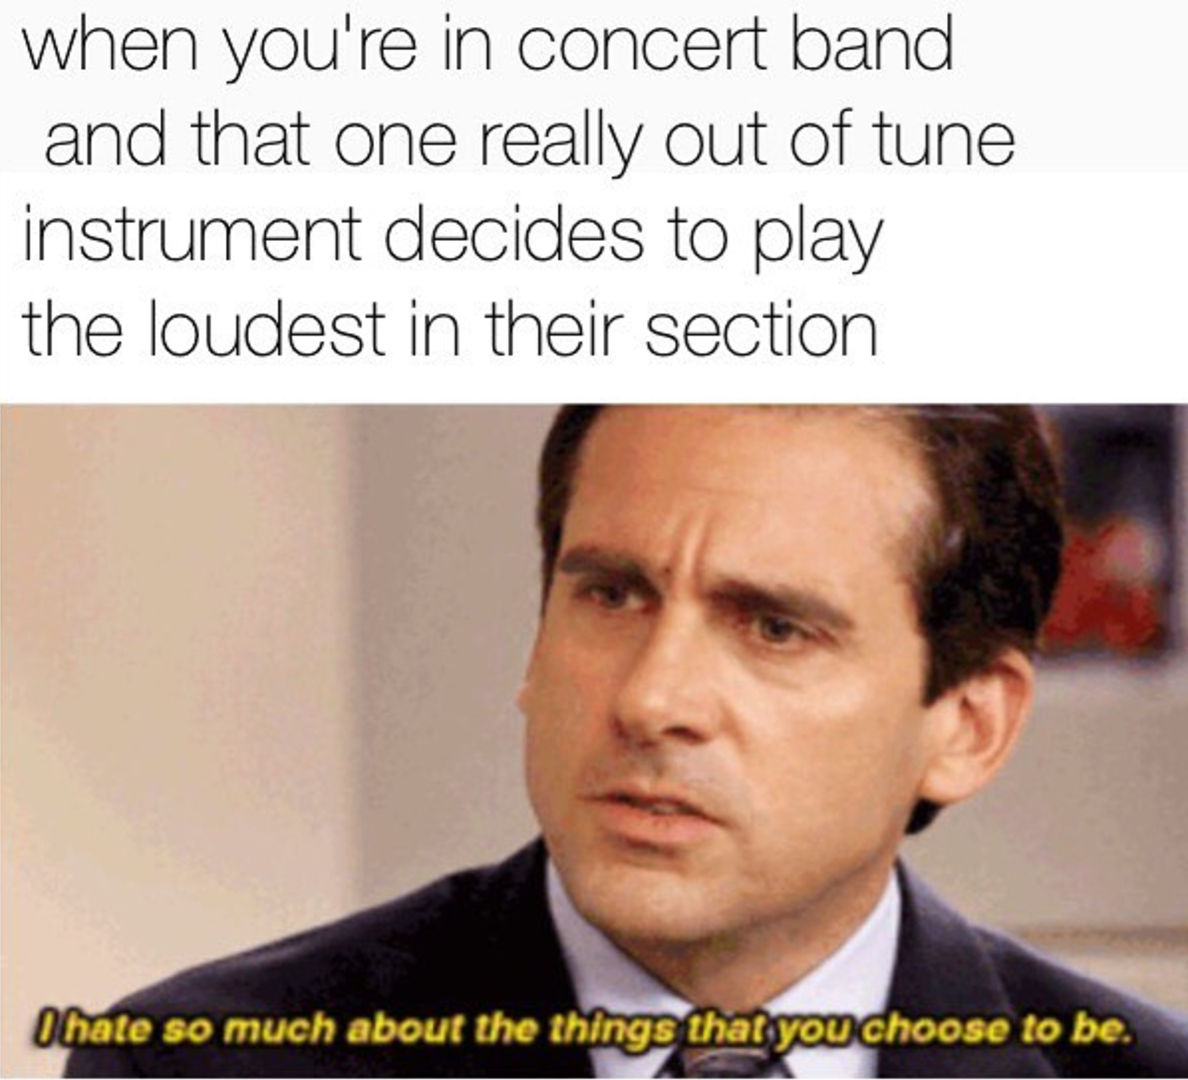 when you're in concert band
and that one really out of tune
instrument decides to play
the loudest in their section
I hate so much about the things that you choose to be.